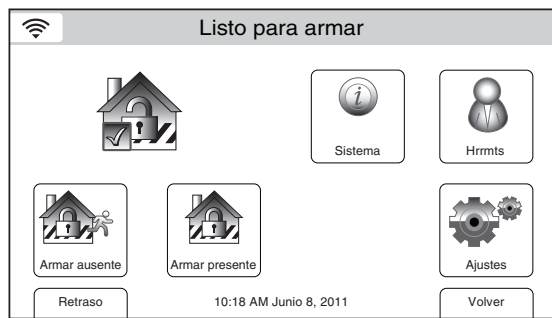 Listo para armar
Sistema
Hrrmts
Armar ausente
Armar presente
Ajustes
Retraso
10:18 AM Junio 8, 2011
Volver